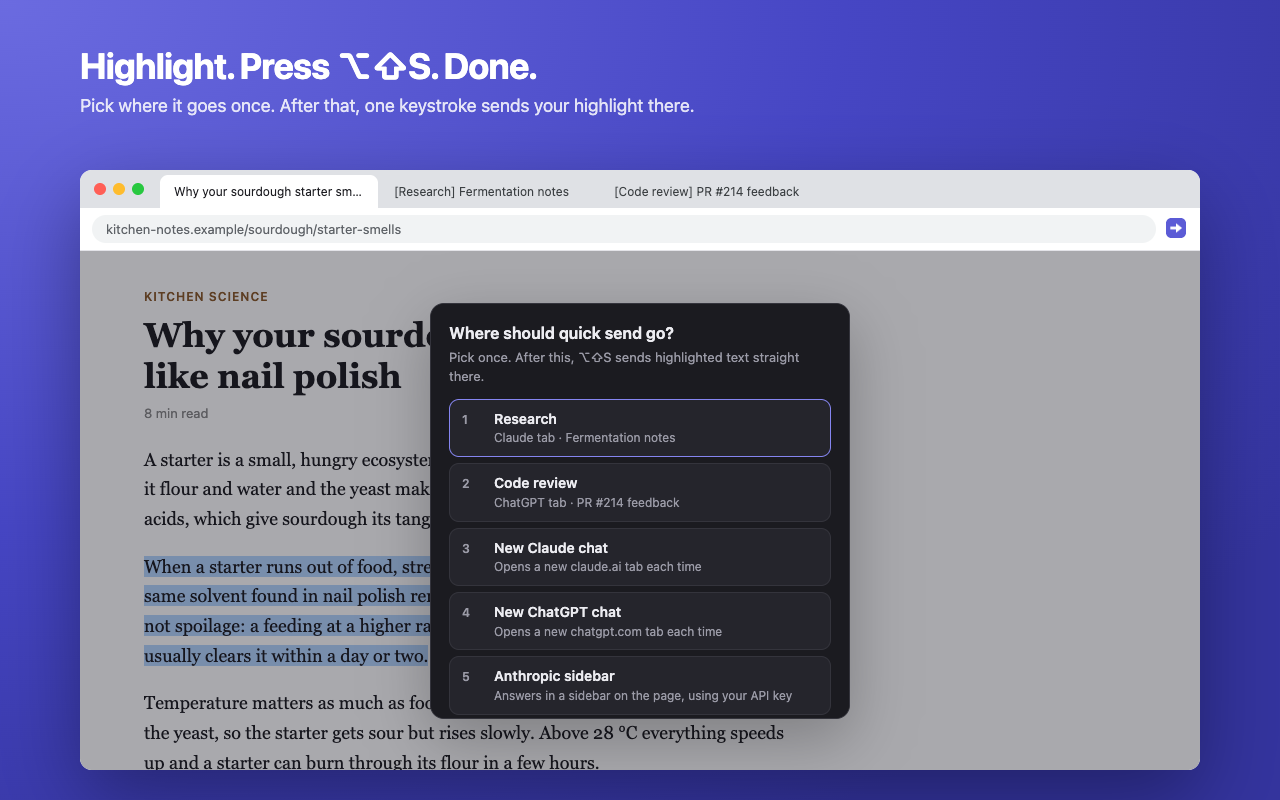 Highlight. Press ⌥⇧S. Done.
Pick where it goes once. After that, one keystroke sends your highlight there.
Why your sourdough starter sm...
[Research] Fermentation notes
[Code review] PR #214 feedback
kitchen-notes.example/sourdough/starter-smells
KITCHEN SCIENCE
Why your
like nail polish
8 min read
A starter is a small, hungry
it flour and water and the yeast
acids, which give sourdough its
When a starter runs out of food,
same solvent found in nail polish
not spoilage: a feeding at a higher
usually clears it within a day or two.
Temperature matters as much as
the yeast, so the starter gets sour but rises slowly. Above 28 °C everything speeds
up and a starter can burn through its flour in a few hours.
Where should quick send go?
Pick once. After this, ⌥⇧S sends highlighted text straight
there.
1
Research
Claude tab · Fermentation notes
2
Code review
ChatGPT tab · PR #214 feedback
3
New Claude chat
Opens a new claude.ai tab each time
4
New ChatGPT chat
Opens a new chatgpt.com tab each time
5
Anthropic sidebar
Answers in a sidebar on the page, using your API key